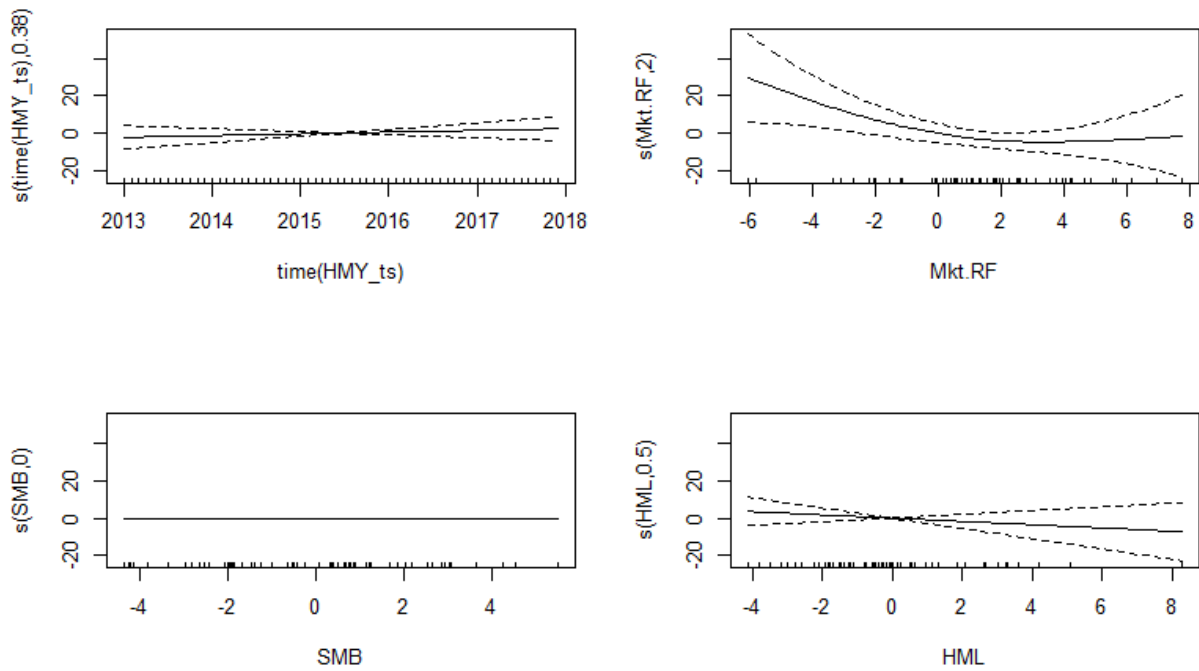 s(time(HMY_ts),0.38)
20
0
-20
2013 2014 2015 2016 2017 2018
time(HMY_ts)
s(Mkt.RF,2)
20
0
-20
-6 -4 -2 0 2 4 6 8
Mkt.RF
s(SMB,0)
20
0
-20
-4 -2 0 2 4
SMB
s(HML,0.5)
20
0
-20
-4 -2 0 2 4 6 8
HML